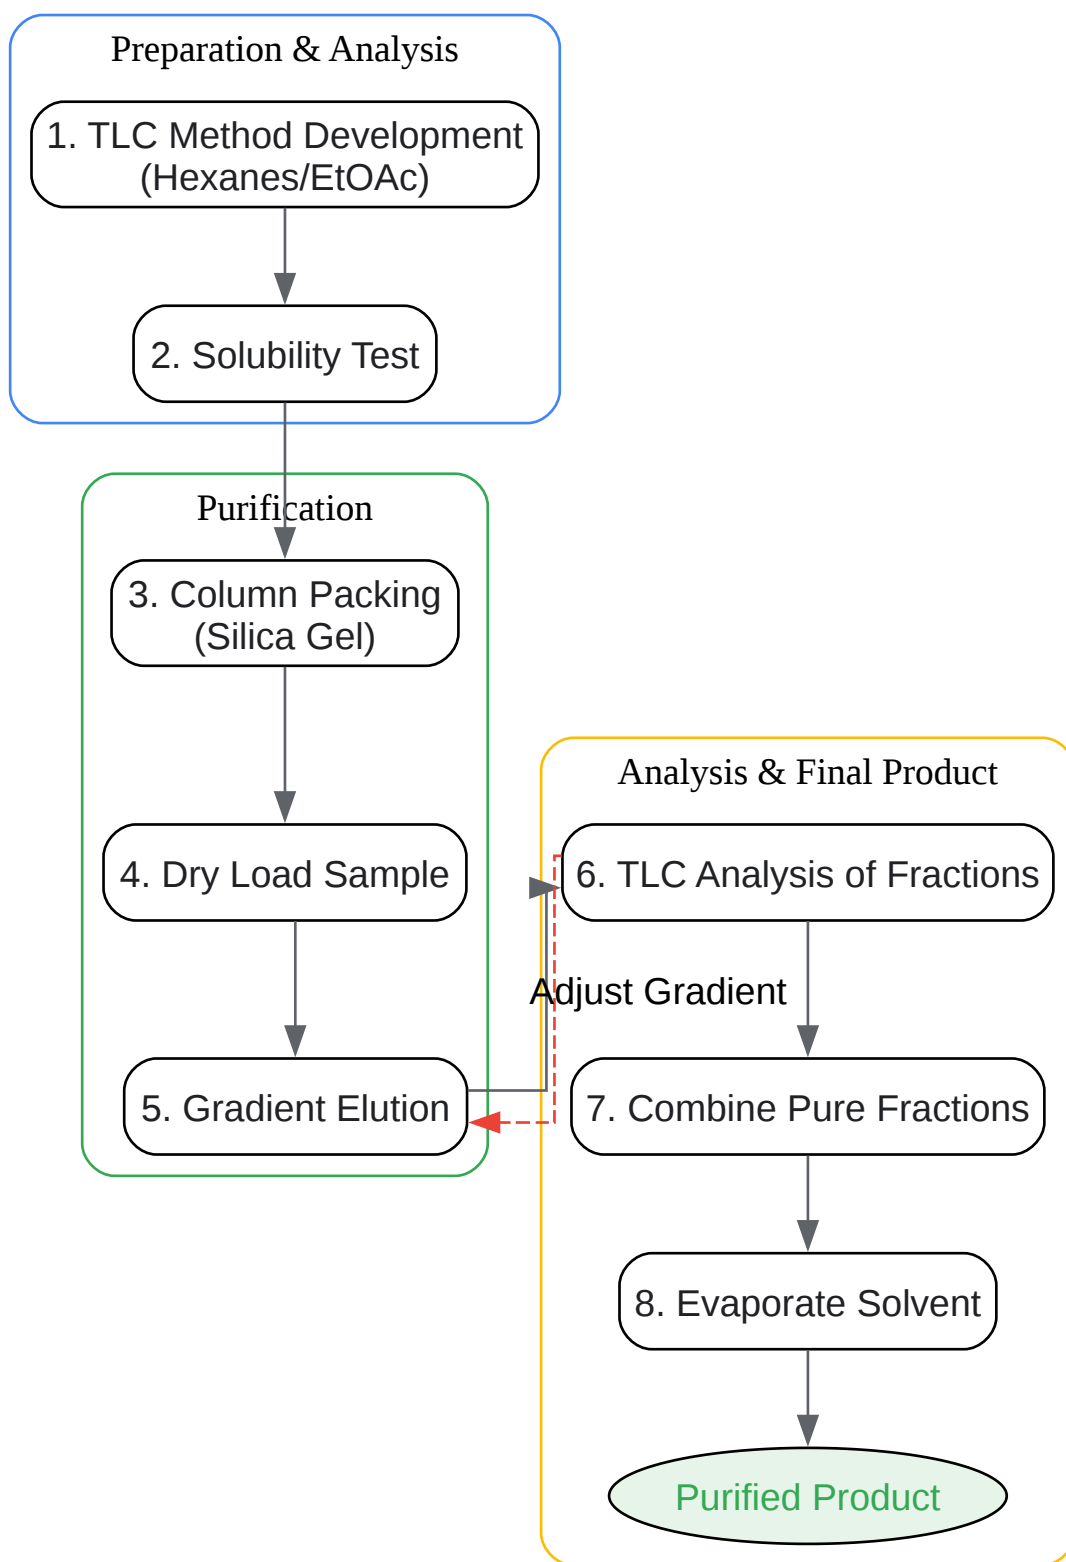 Preparation & Analysis
1. TLC Method Development
(Hexanes/EtOAc)
2. Solubility Test
Purification
3. Column Packing
(Silica Gel)
4. Dry Load Sample
5. Gradient Elution
Analysis & Final Product
6. TLC Analysis of Fractions
Adjust Gradient
7. Combine Pure Fractions
8. Evaporate Solvent
Purified Product